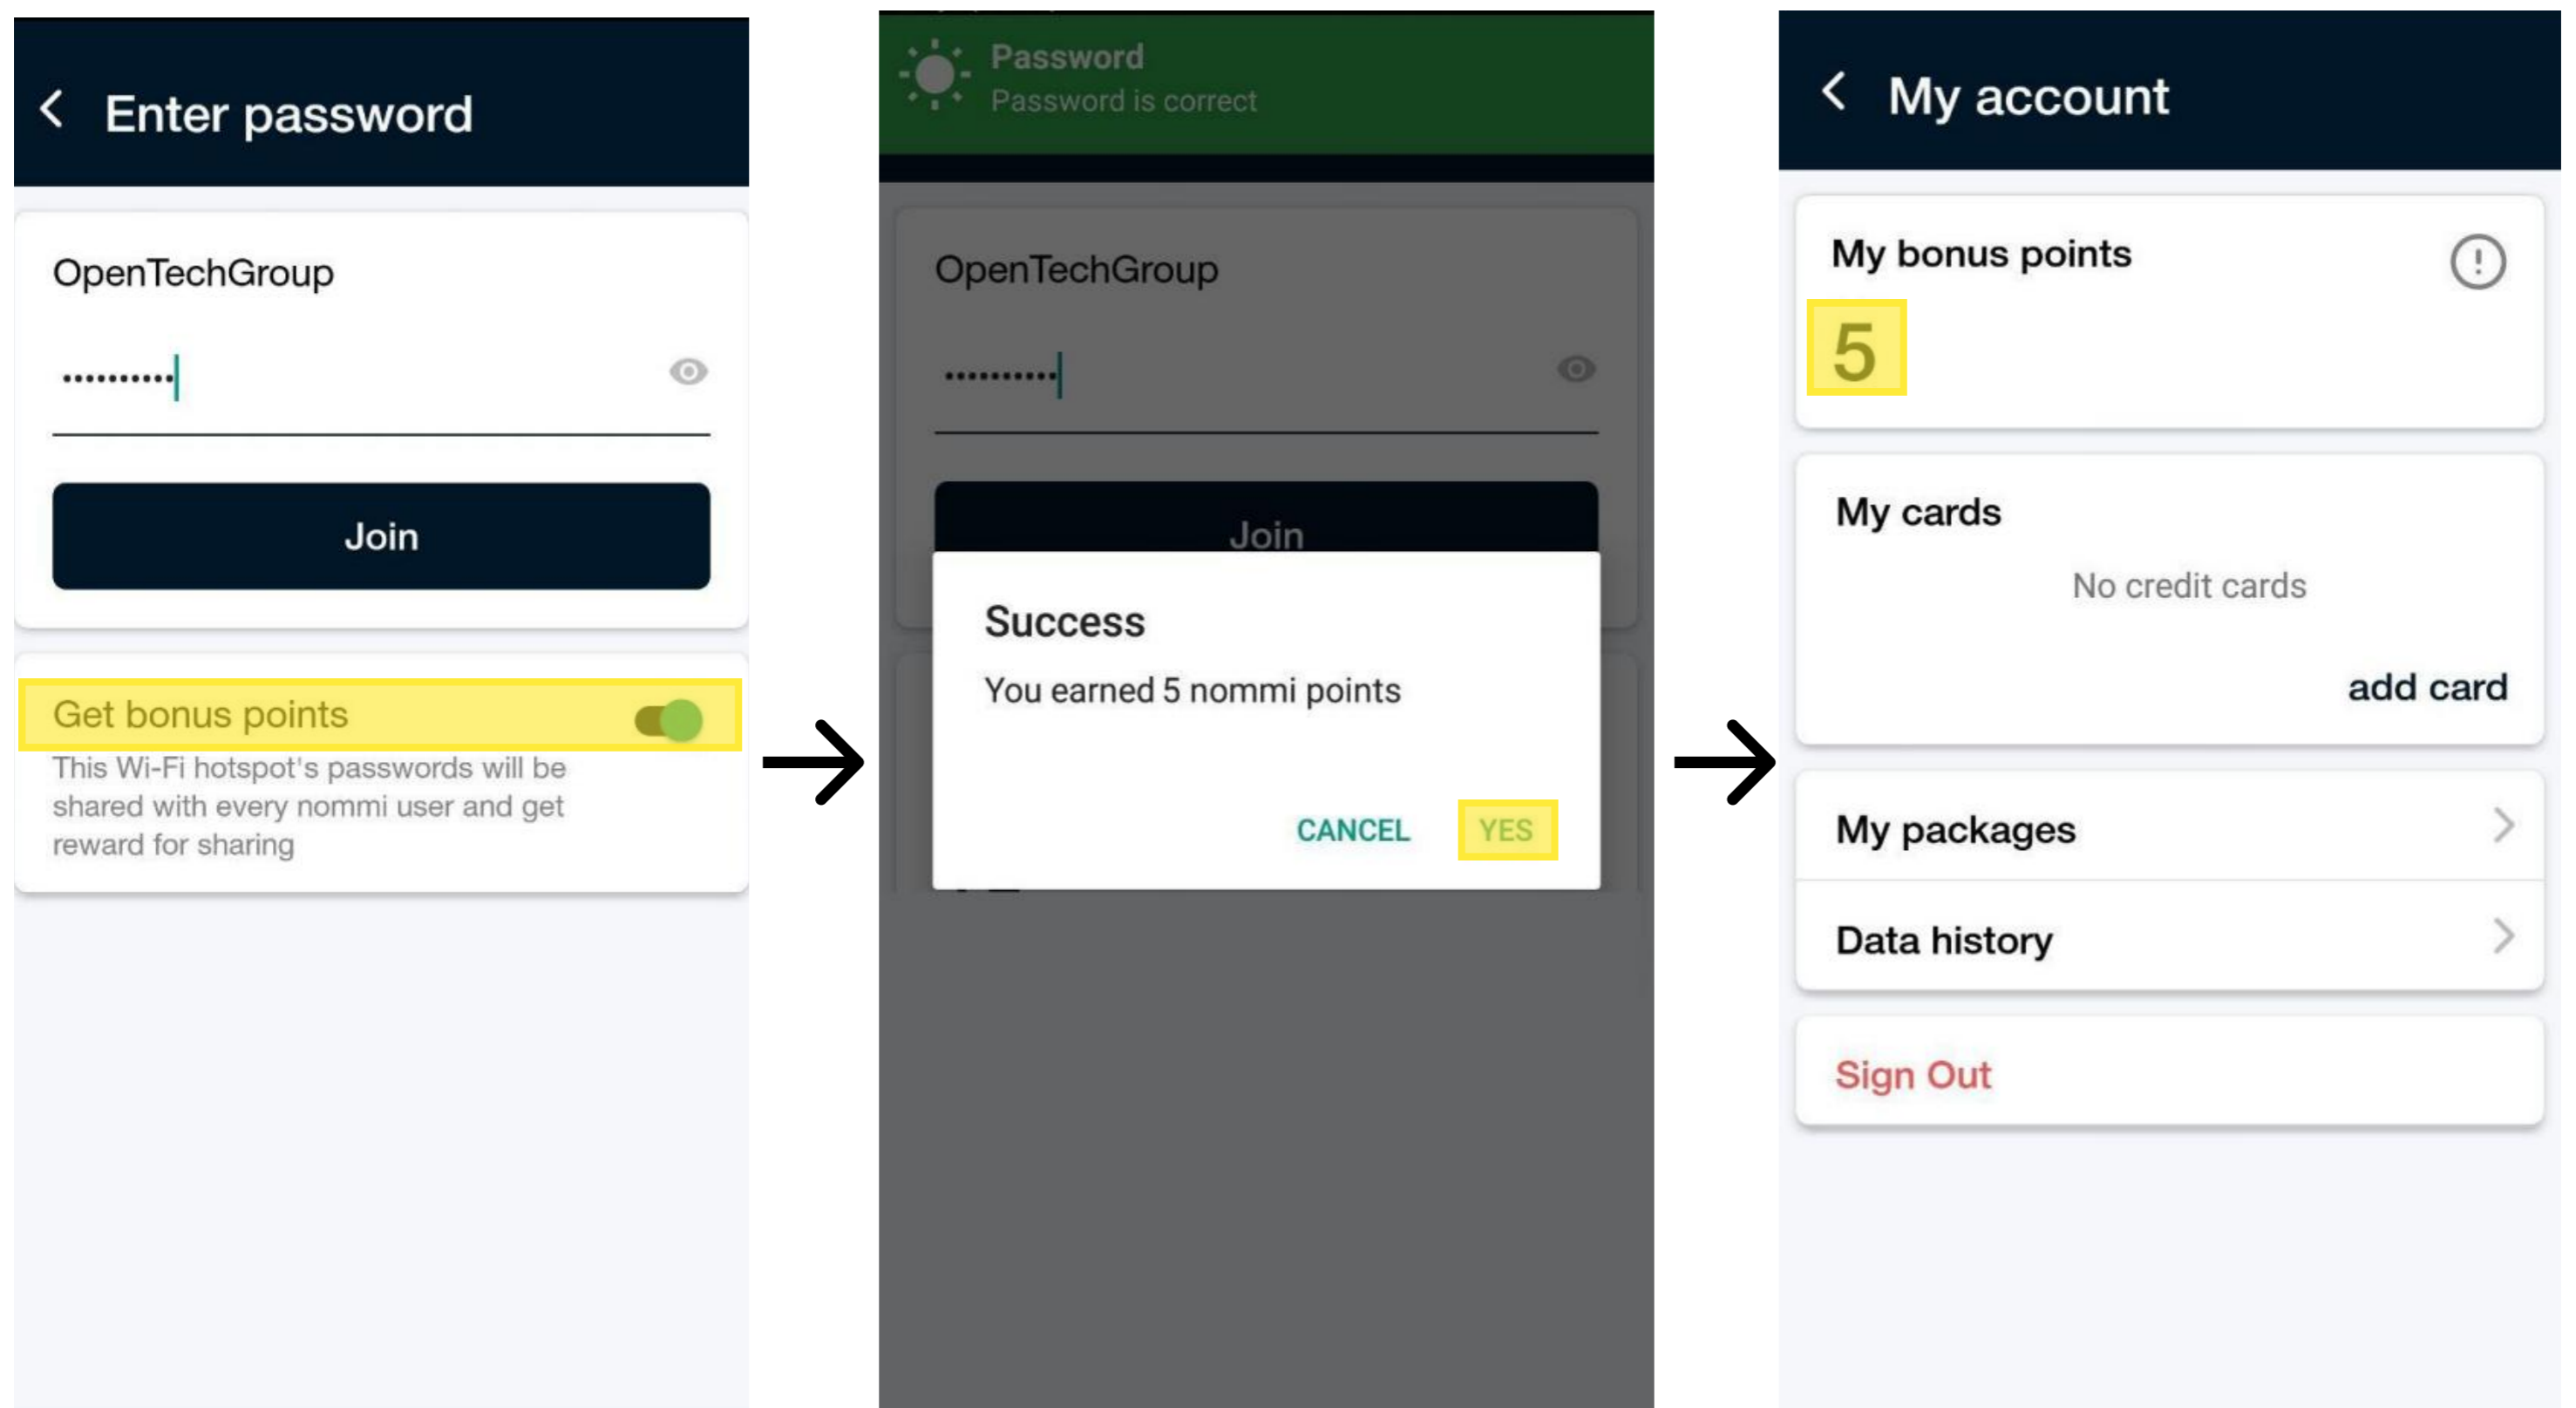 Enter password
OpenTechGroup
Join
Get bonus points
This Wi-Fi hotspot's passwords will be
shared with every nommi user and get
reward for sharing
Password
Password is correct
OpenTechGroup
Join
Success
You earned 5 nommi points
CANCEL YES
My account
My bonus points
5
My cards
No credit cards
add card
My packages
Data history
Sign Out